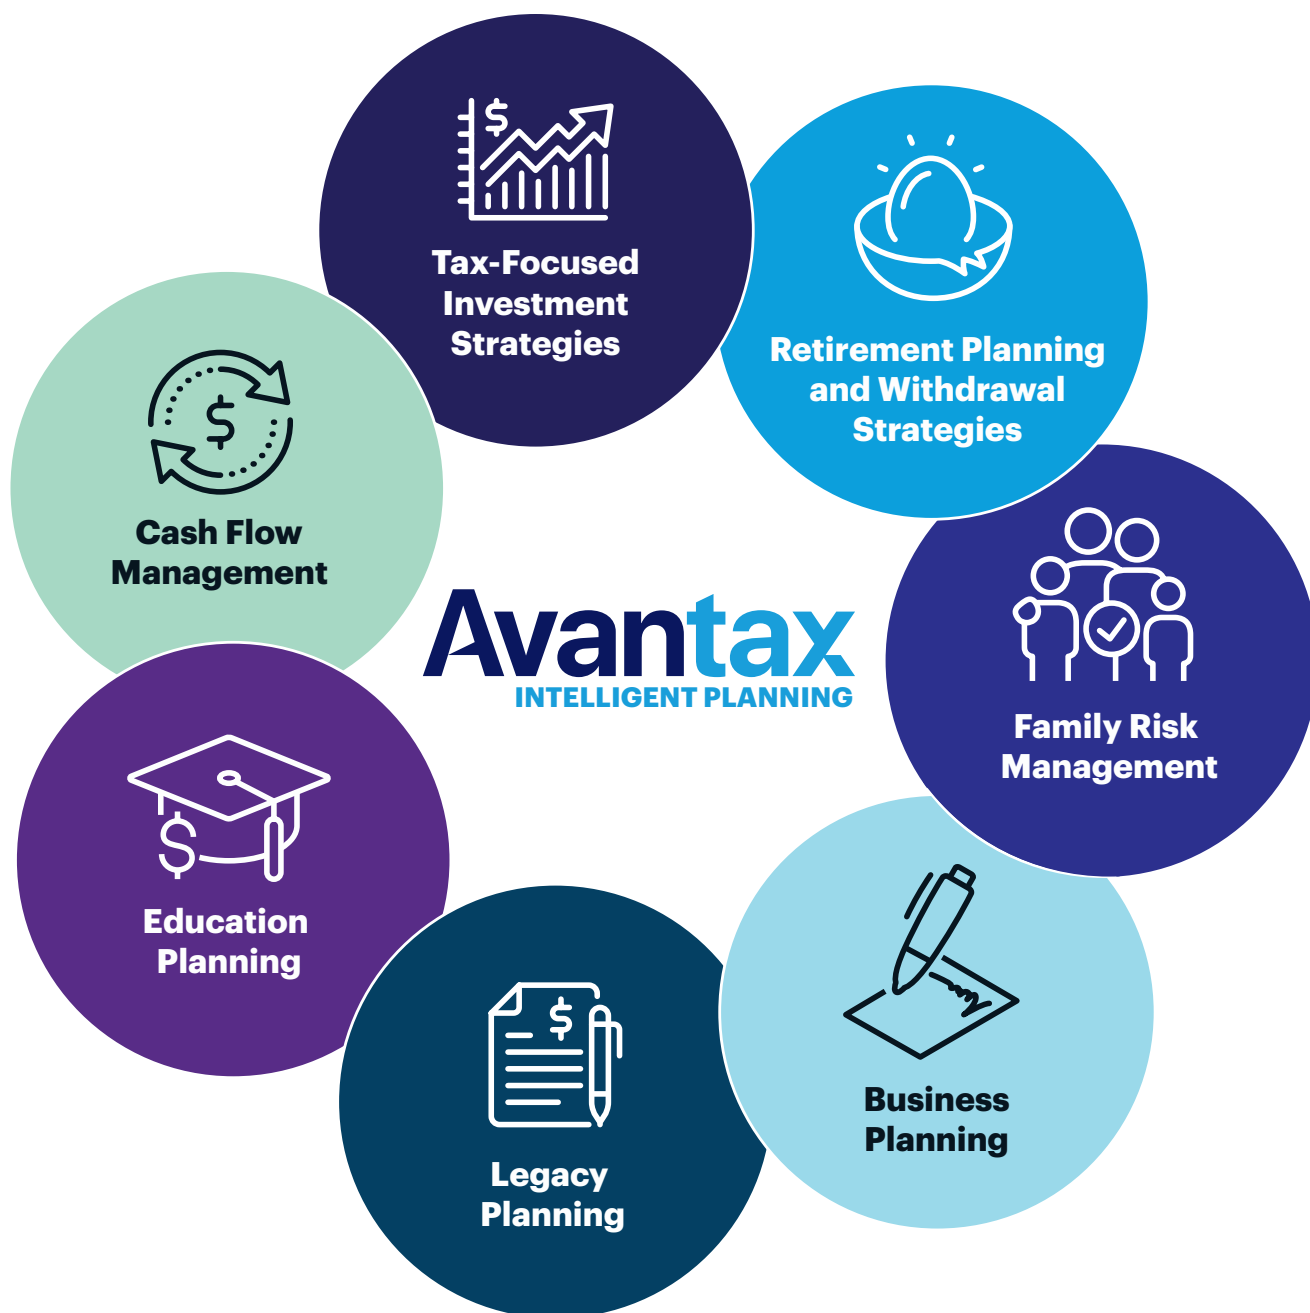 Tax-Focused
Investment
Strategies
Retirement Planning
and Withdrawal
Strategies
Family Risk
Management
Business
Planning
Legacy
Planning
Education
Planning
Cash Flow
Management
Avantax
INTELLIGENT PLANNING